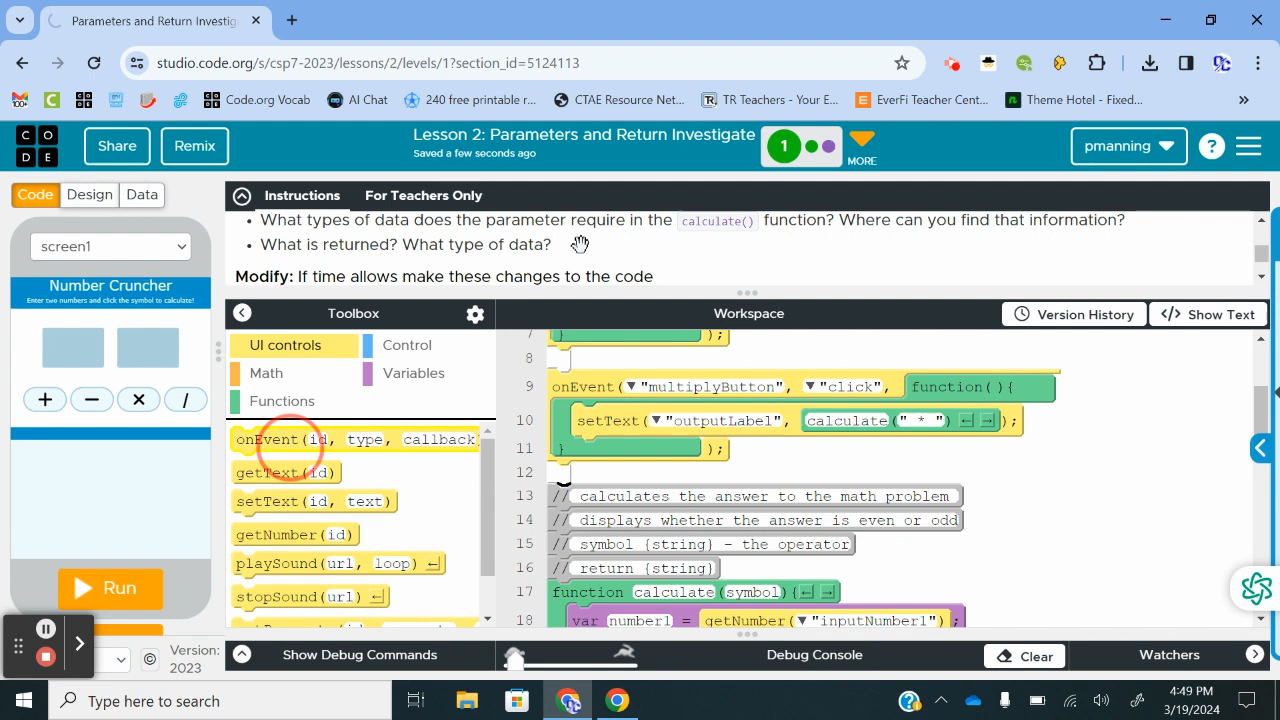 Parameters and Return Investig
studio.code.org/s/csp7-2023/lessons/2/levels/1?section_id=5124113
Code.org Vocab
AI Chat
240 free printable r...
CTAE Resource Net...
TR Teachers - Your E...
EverFi Teacher Cent...
Theme Hotel - Fixed...
C O
D E
Share
Remix
Lesson 2: Parameters and Return Investigate
Saved a few seconds ago
1
MORE
pmanning
?
Code
Design
Data
Instructions
For Teachers Only
screen1
Number Cruncher
Enter two numbers and click the symbol to calculate!
+ − × /
Run
Version:
2023
• What types of data does the parameter require in the calculate() function? Where can you find that information?
• What is returned? What type of data?
Modify: If time allows make these changes to the code
Toolbox
Workspace
Version History
</> Show Text
UI controls
Control
Math
Variables
Functions
onEvent(id, type, callback
getText(id)
setText(id, text)
getNumber(id)
playSound(url, loop)
stopSound(url)
7 } );
8
9 onEvent("multiplyButton", "click", function(){
10 setText("outputLabel", calculate(" * ") );
11 } );
12
13 // calculates the answer to the math problem
14 // displays whether the answer is even or odd
15 // symbol {string} - the operator
16 // return {string}
17 function calculate(symbol){
18 var number1 = getNumber("inputNumber1");
Show Debug Commands
Debug Console
Clear
Watchers
Type here to search
4:49 PM
3/19/2024